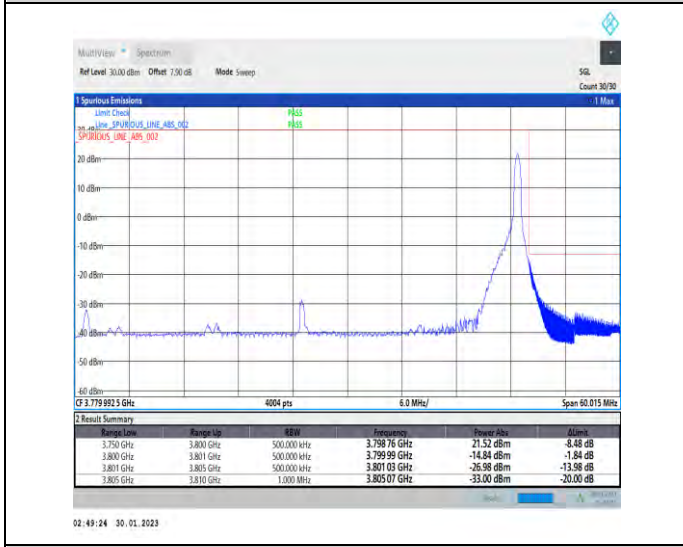 MultiView Spectrum
Ref Level 30.00 dBm Offset 7.90 dB Mode Sweep SGL
Count 30/30
1 Spurious Emissions 1 Max
Limit Check PASS
Line _SPURIOUS_LINE_ABS_002 PASS
_SPURIOUS_LINE_ABS_002
20 dBm
10 dBm
0 dBm
-10 dBm
-20 dBm
-30 dBm
-40 dBm
-50 dBm
-60 dBm
CF 3.779 992 5 GHz 4004 pts 6.0 MHz/ Span 60.015 MHz
2 Result Summary
Range Low Range Up RBW Frequency Power Abs ΔLimit
3.750 GHz 3.800 GHz 500.000 kHz 3.798 76 GHz 21.52 dBm -8.48 dB
3.800 GHz 3.801 GHz 500.000 kHz 3.799 99 GHz -14.84 dBm -1.84 dB
3.801 GHz 3.805 GHz 500.000 kHz 3.801 03 GHz -26.98 dBm -13.98 dB
3.805 GHz 3.810 GHz 1.000 MHz 3.805 07 GHz -33.00 dBm -20.00 dB
02:49:24 30.01.2023